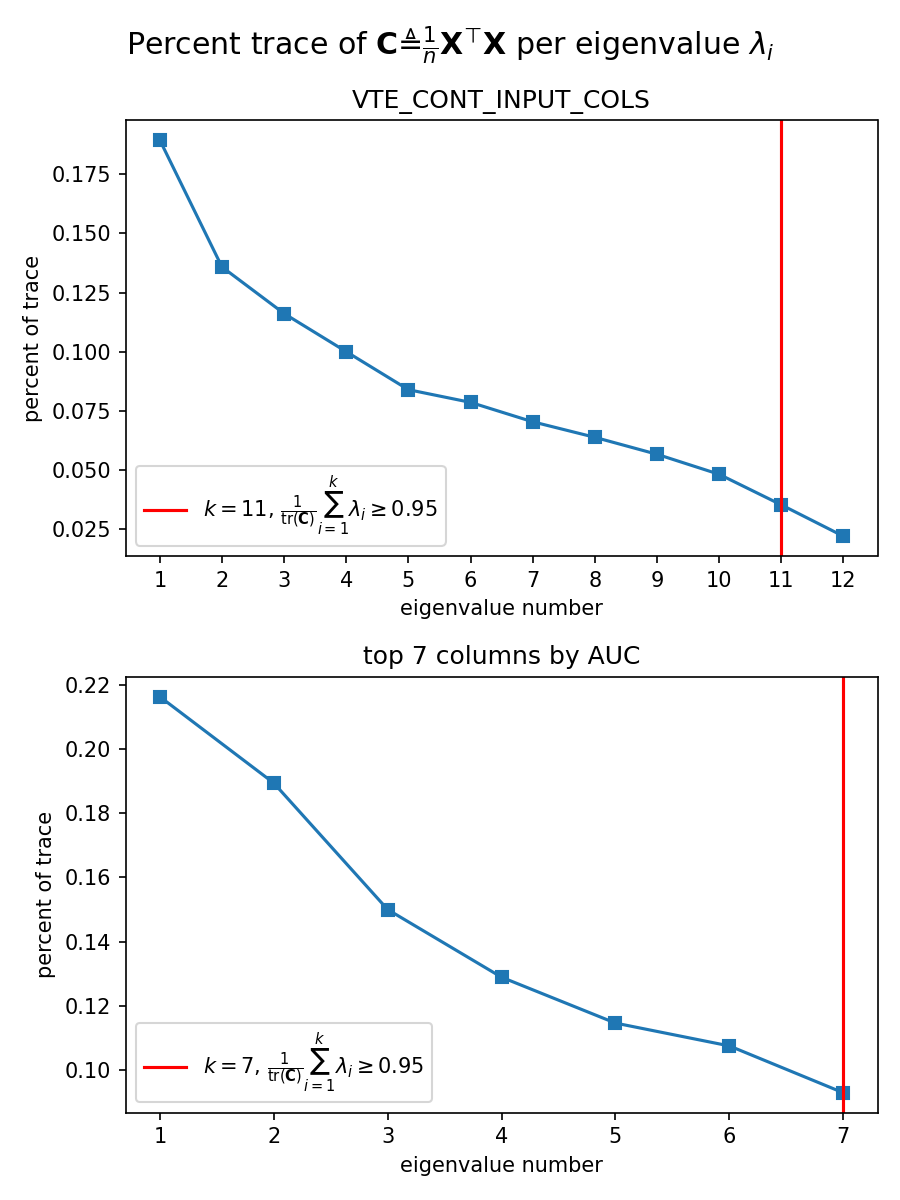 Percent trace of C≜1/n X⊤X per eigenvalue λi
VTE_CONT_INPUT_COLS
percent of trace
0.175
0.150
0.125
0.100
0.075
0.050
0.025
k = 11, 1/tr(C) ∑_{i=1}^{k} λi ≥ 0.95
1 2 3 4 5 6 7 8 9 10 11 12
eigenvalue number
top 7 columns by AUC
percent of trace
0.22
0.20
0.18
0.16
0.14
0.12
0.10
k = 7, 1/tr(C) ∑_{i=1}^{k} λi ≥ 0.95
1 2 3 4 5 6 7
eigenvalue number